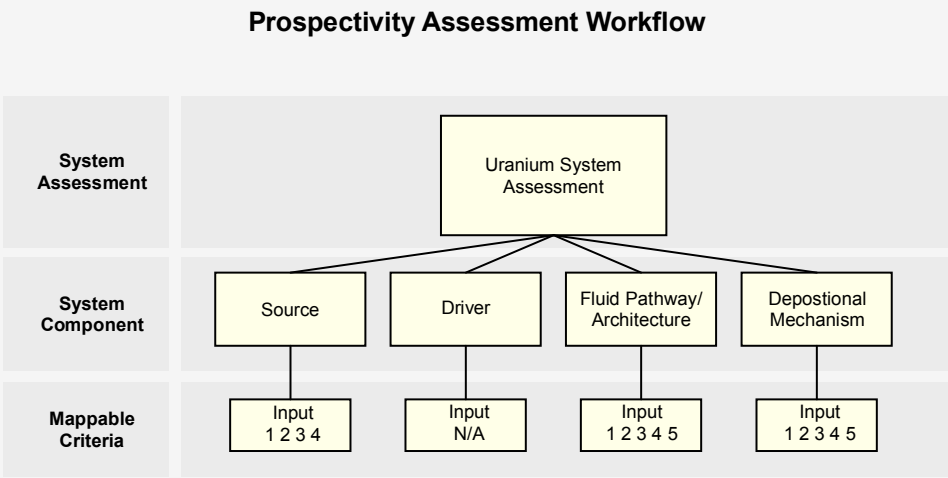 Prospectivity Assessment Workflow
System
Assessment
Uranium System
Assessment
System
Component
Source
Driver
Fluid Pathway/
Architecture
Depostional
Mechanism
Mappable
Criteria
Input
1 2 3 4
Input
N/A
Input
1 2 3 4 5
Input
1 2 3 4 5